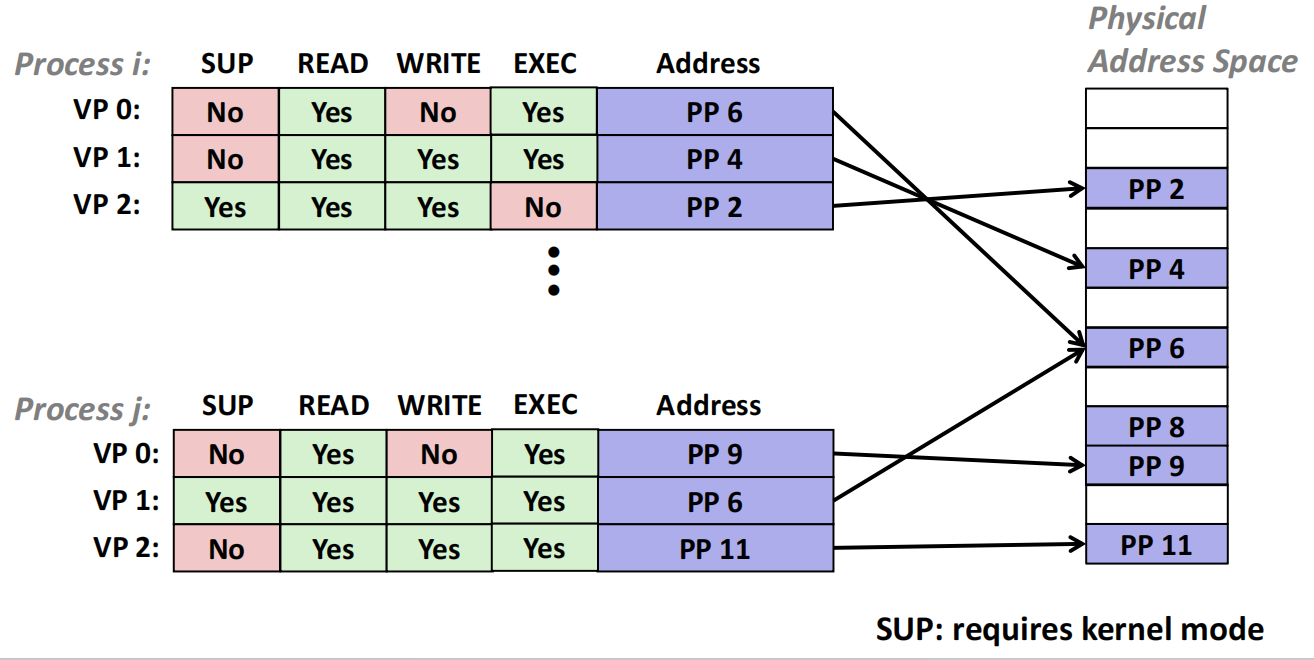 Physical
Address Space
Process i: SUP READ WRITE EXEC Address
VP 0: No Yes No Yes PP 6
VP 1: No Yes Yes Yes PP 4
VP 2: Yes Yes Yes No PP 2
PP 2
PP 4
PP 6
Process j: SUP READ WRITE EXEC Address
VP 0: No Yes No Yes PP 9
VP 1: Yes Yes Yes Yes PP 6
VP 2: No Yes Yes Yes PP 11
PP 8
PP 9
PP 11
SUP: requires kernel mode